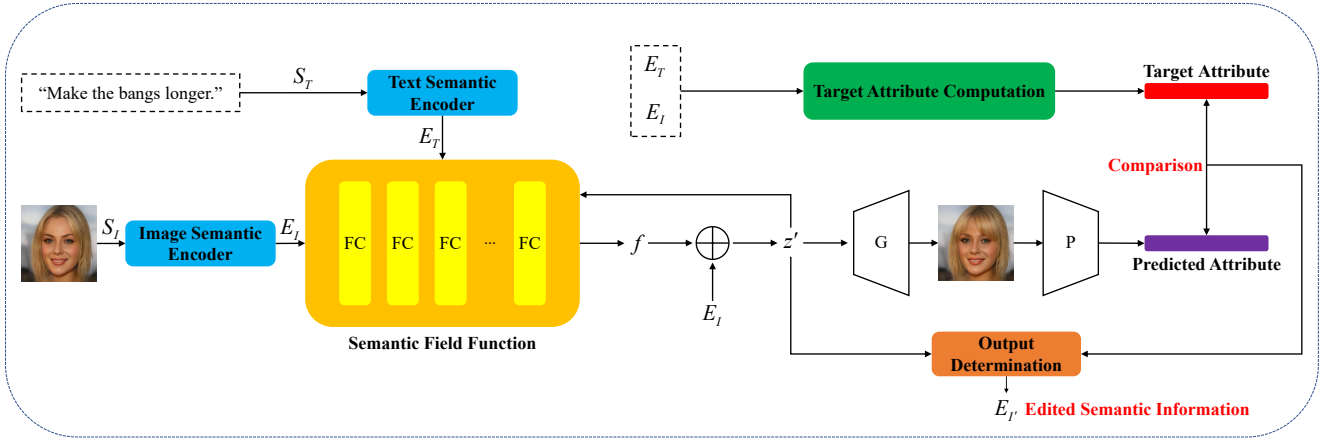 “Make the bangs longer.”
S_T
Text Semantic
Encoder
E_T
E_T
E_I
Target Attribute Computation
Target Attribute
Comparison
S_I
Image Semantic
Encoder
E_I
FC
FC
FC
...
FC
Semantic Field Function
f
E_I
z'
G
P
Predicted Attribute
Output
Determination
E_I' Edited Semantic Information